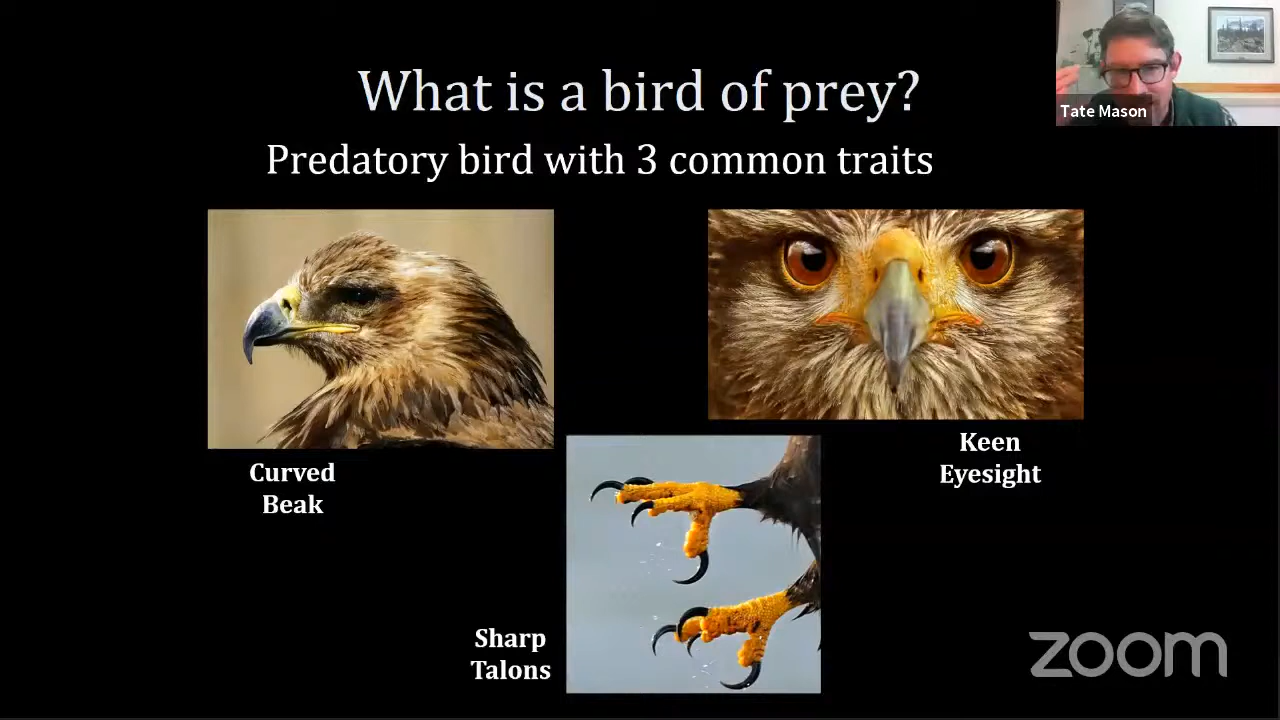 What is a bird of prey?
Tate Mason
Predatory bird with 3 common traits
Curved
Beak
Keen
Eyesight
Sharp
Talons
zoom